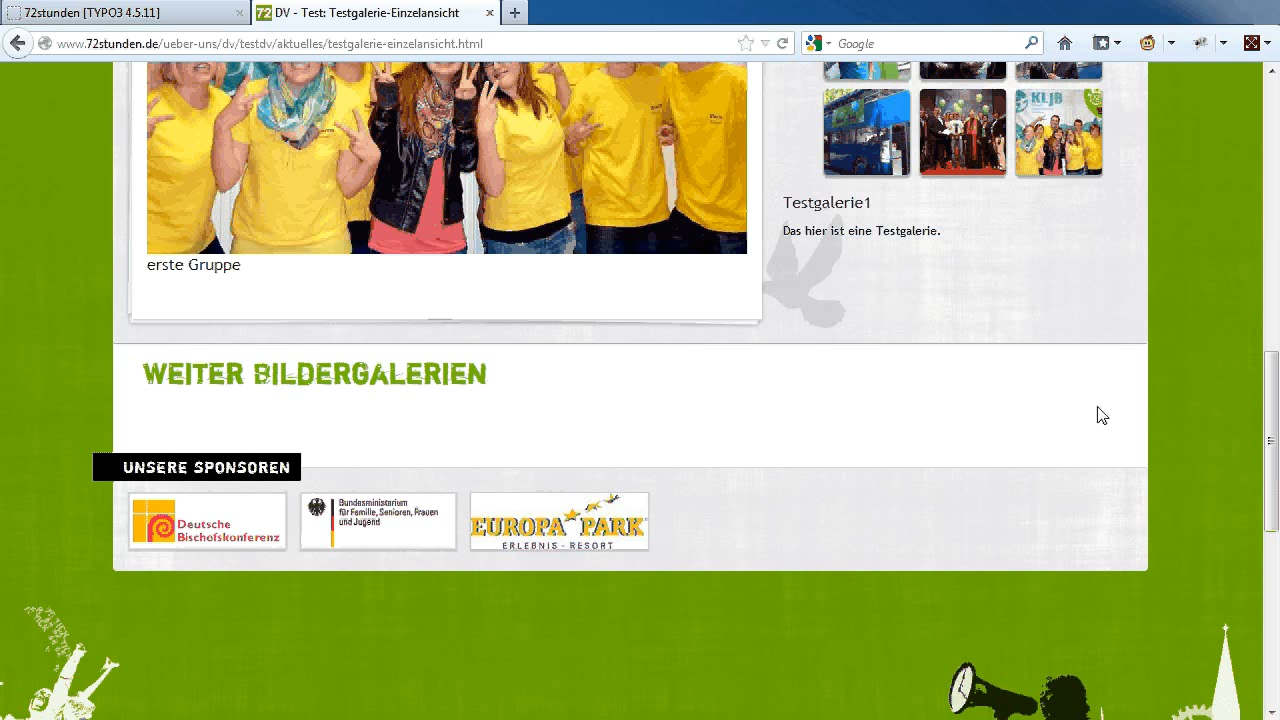 72stunden [TYPO3 4.5.11]
72 DV - Test: Testgalerie-Einzelansicht
www.72stunden.de/ueber-uns/dv/testdv/aktuelles/testgalerie-einzelansicht.html
Google
KLJB
Testgalerie1
Das hier ist eine Testgalerie.
erste Gruppe
WEITER BILDERGALERIEN
UNSERE SPONSOREN
Deutsche
Bischofskonferenz
Bundesministerium
für Familie, Senioren, Frauen
und Jugend
EUROPA PARK
ERLEBNIS - RESORT